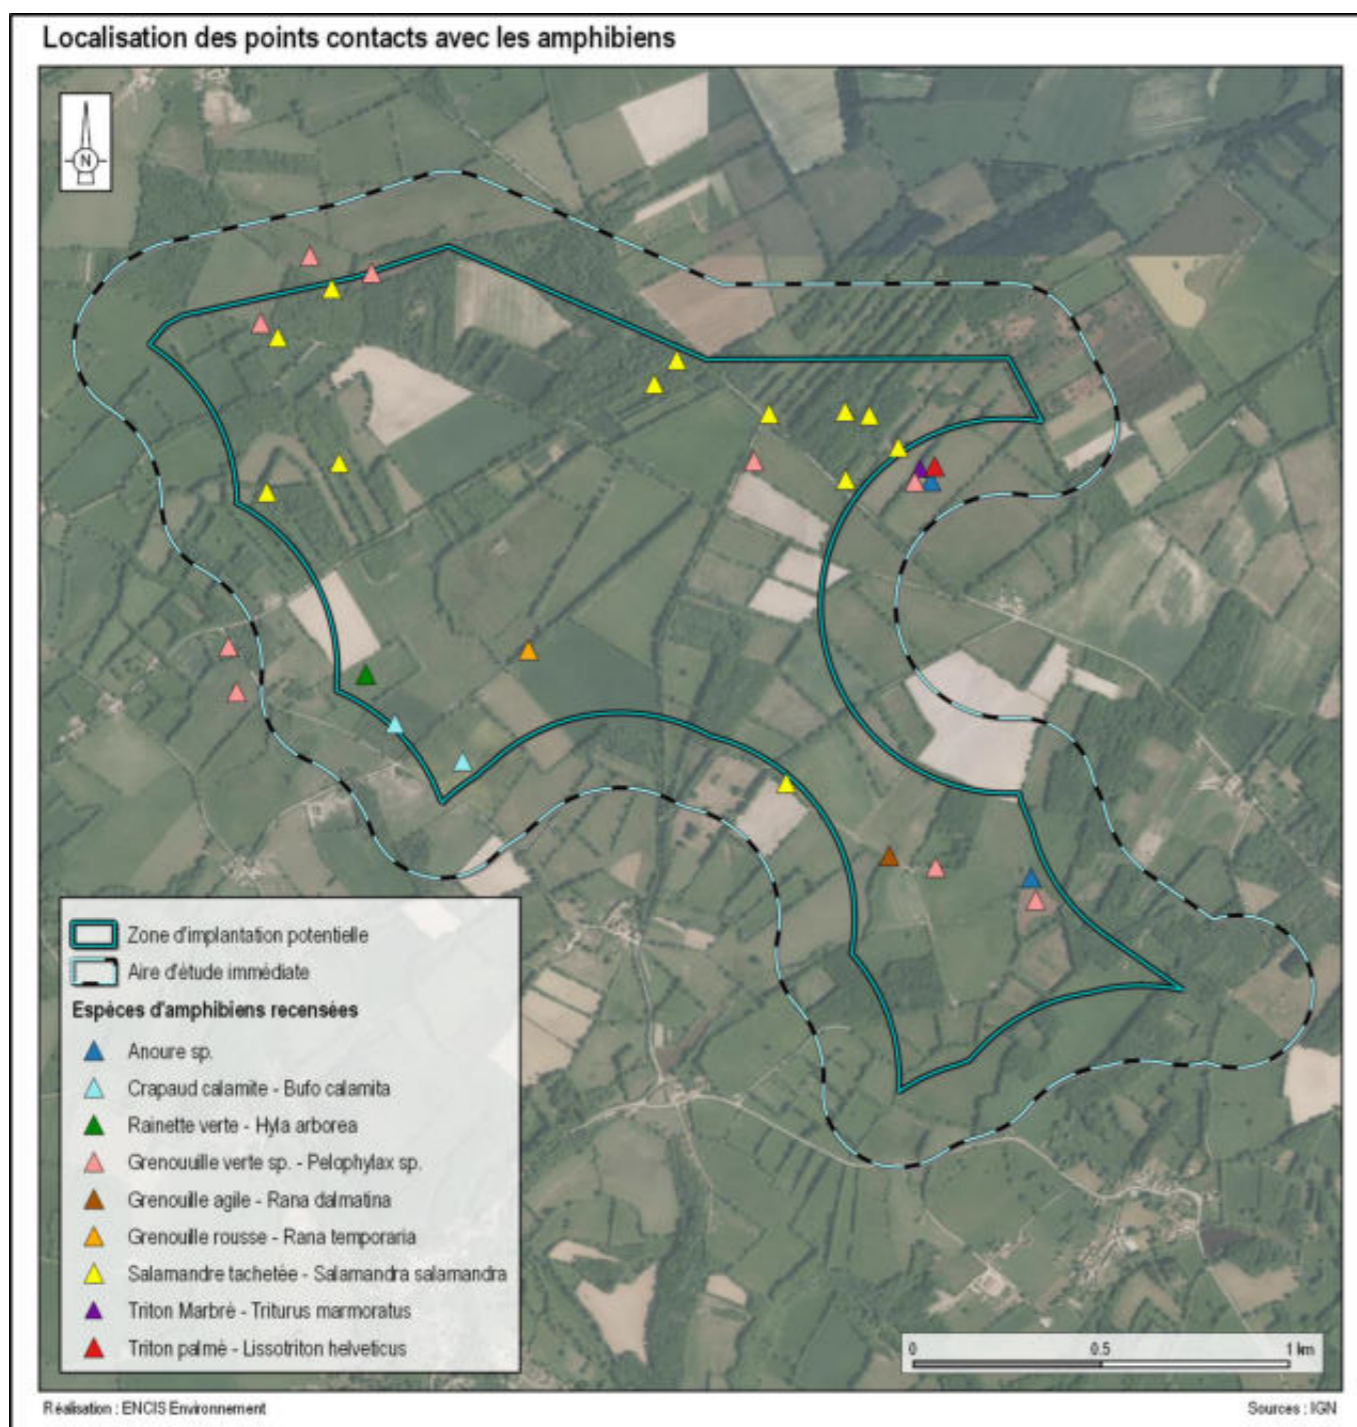 Localisation des points contacts avec les amphibiens
N
Zone d'implantation potentielle
Aire d'étude immédiate
Espèces d'amphibiens recensées
Anoure sp.
Crapaud calamite - Bufo calamita
Rainette verte - Hyla arborea
Grenouuille verte sp. - Pelophylax sp.
Grenouille agile - Rana dalmatina
Grenouille rousse - Rana temporaria
Salamandre tachetée - Salamandra salamandra
Triton Marbré - Triturus marmoratus
Triton palmé - Lissotriton helveticus
0 0.5 1 km
Réalisation : ENCIS Environnement
Sources : IGN